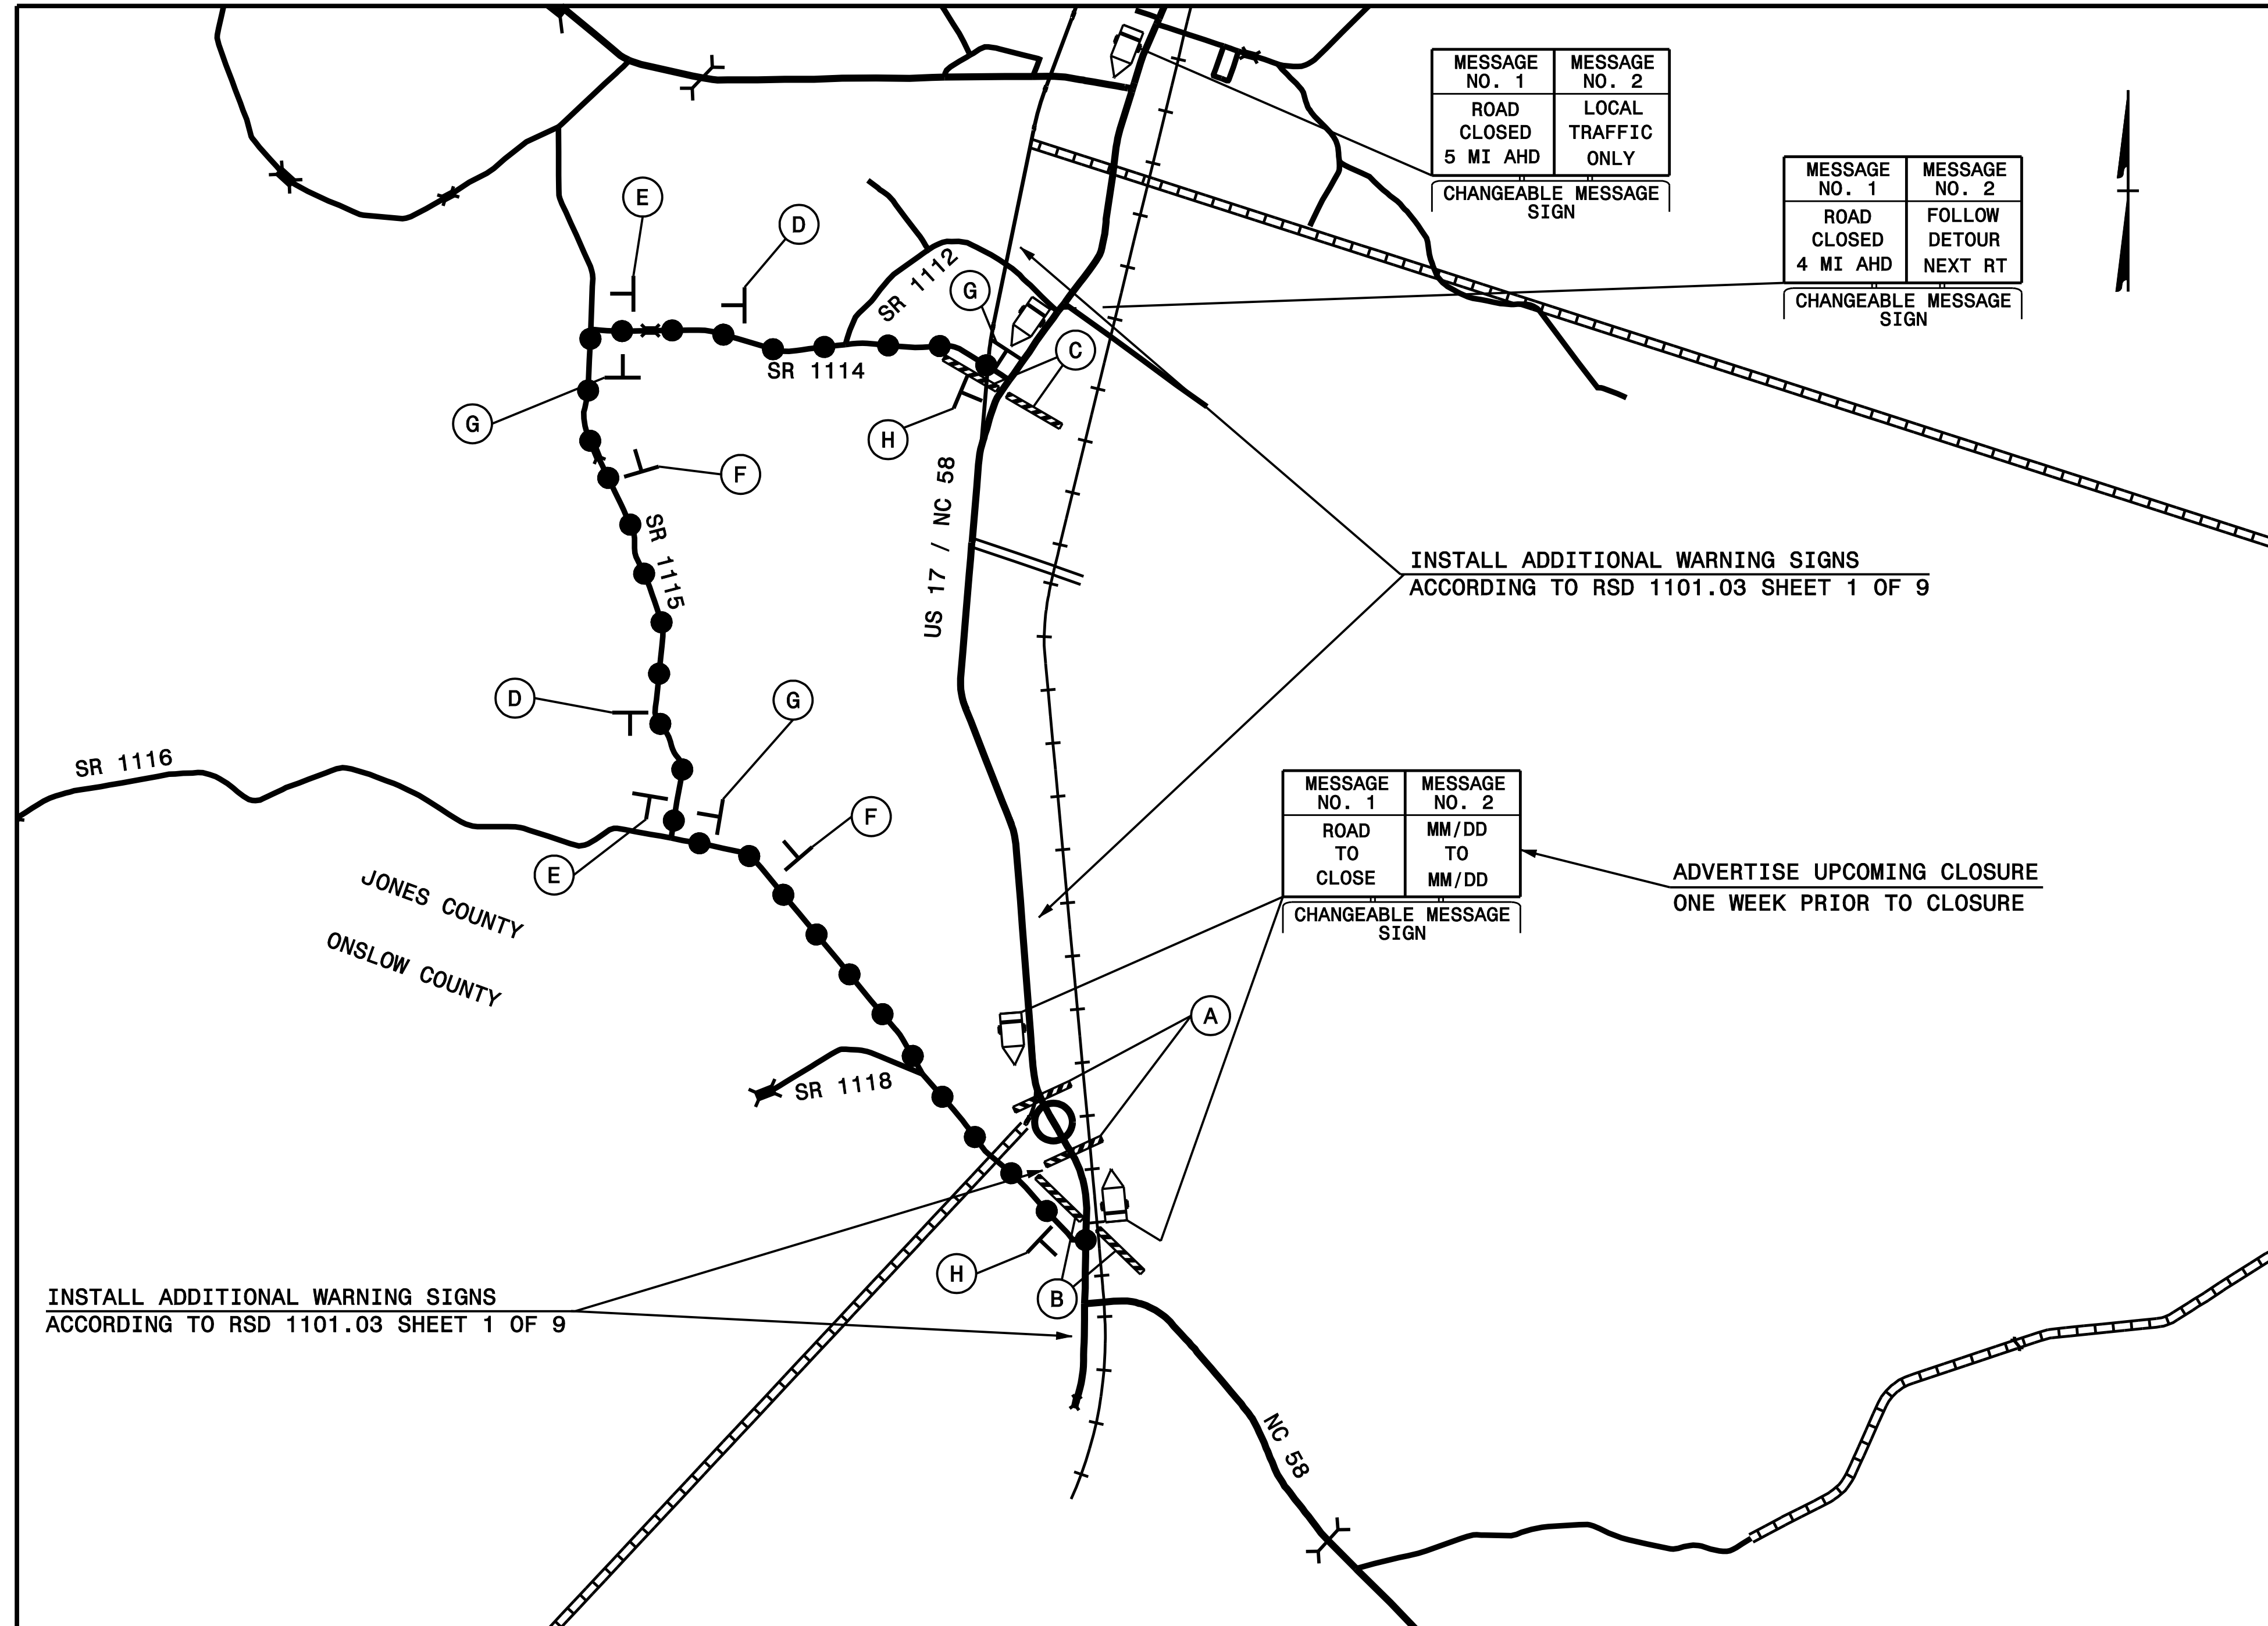 MESSAGE NO. 1
MESSAGE NO. 2
ROAD CLOSED 5 MI AHD
LOCAL TRAFFIC ONLY
CHANGEABLE MESSAGE
SIGN
MESSAGE NO. 1
MESSAGE NO. 2
ROAD CLOSED 4 MI AHD
FOLLOW DETOUR NEXT RT
CHANGEABLE MESSAGE
SIGN
E
D
SR 1112
G
C
SR 1114
G
H
F
US 17 / NC 58
SR 1115
INSTALL ADDITIONAL WARNING SIGNS
ACCORDING TO RSD 1101.03 SHEET 1 OF 9
D
G
SR 1116
F
E
MESSAGE NO. 1
MESSAGE NO. 2
ROAD TO CLOSE
MM/DD TO MM/DD
CHANGEABLE MESSAGE
SIGN
ADVERTISE UPCOMING CLOSURE
ONE WEEK PRIOR TO CLOSURE
JONES COUNTY
ONSLOW COUNTY
A
SR 1118
H
B
INSTALL ADDITIONAL WARNING SIGNS
ACCORDING TO RSD 1101.03 SHEET 1 OF 9
NC 58